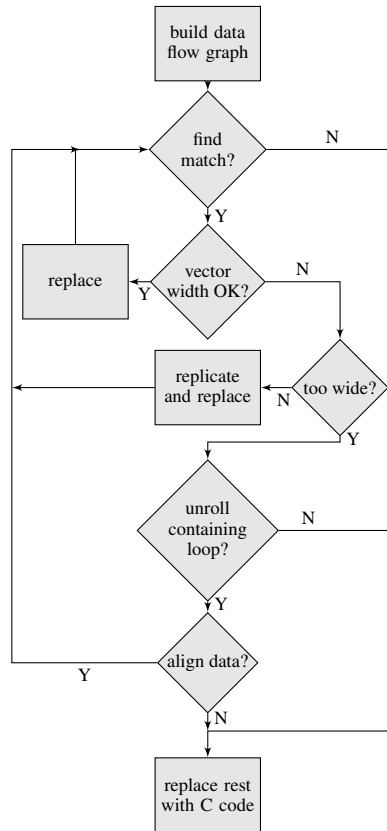 build data
flow graph
find
match?
N
Y
replace
Y
vector
width OK?
N
replicate
and replace
N
too wide?
Y
unroll
containing
loop?
N
Y
align data?
Y
N
replace rest
with C code